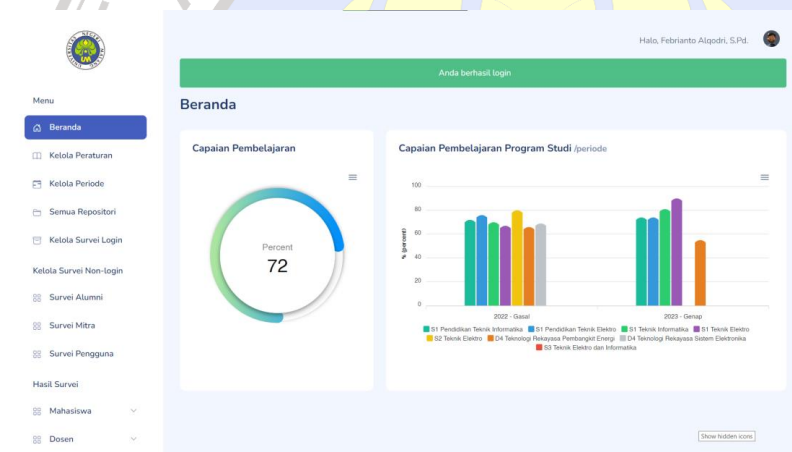 Halo, Febrianto Alqodri, S.Pd.
Anda berhasil login
Menu
Beranda
Kelola Peraturan
Kelola Periode
Semua Repositori
Kelola Survei Login
Kelola Survei Non-login
Survei Alumni
Survei Mitra
Survei Pengguna
Hasil Survei
Mahasiswa
Dosen
Beranda
Capaian Pembelajaran
Percent
72
Capaian Pembelajaran Program Studi /periode
% (percent)
100
80
60
40
20
0
2022 - Gasal
2023 - Genap
S1 Pendidikan Teknik Informatika S1 Pendidikan Teknik Elektro S1 Teknik Informatika S1 Teknik Elektro
S2 Teknik Elektro D4 Teknologi Rekayasa Pembangkit Energi D4 Teknologi Rekayasa Sistem Elektronika
S3 Teknik Elektro dan Informatika
Show hidden icons